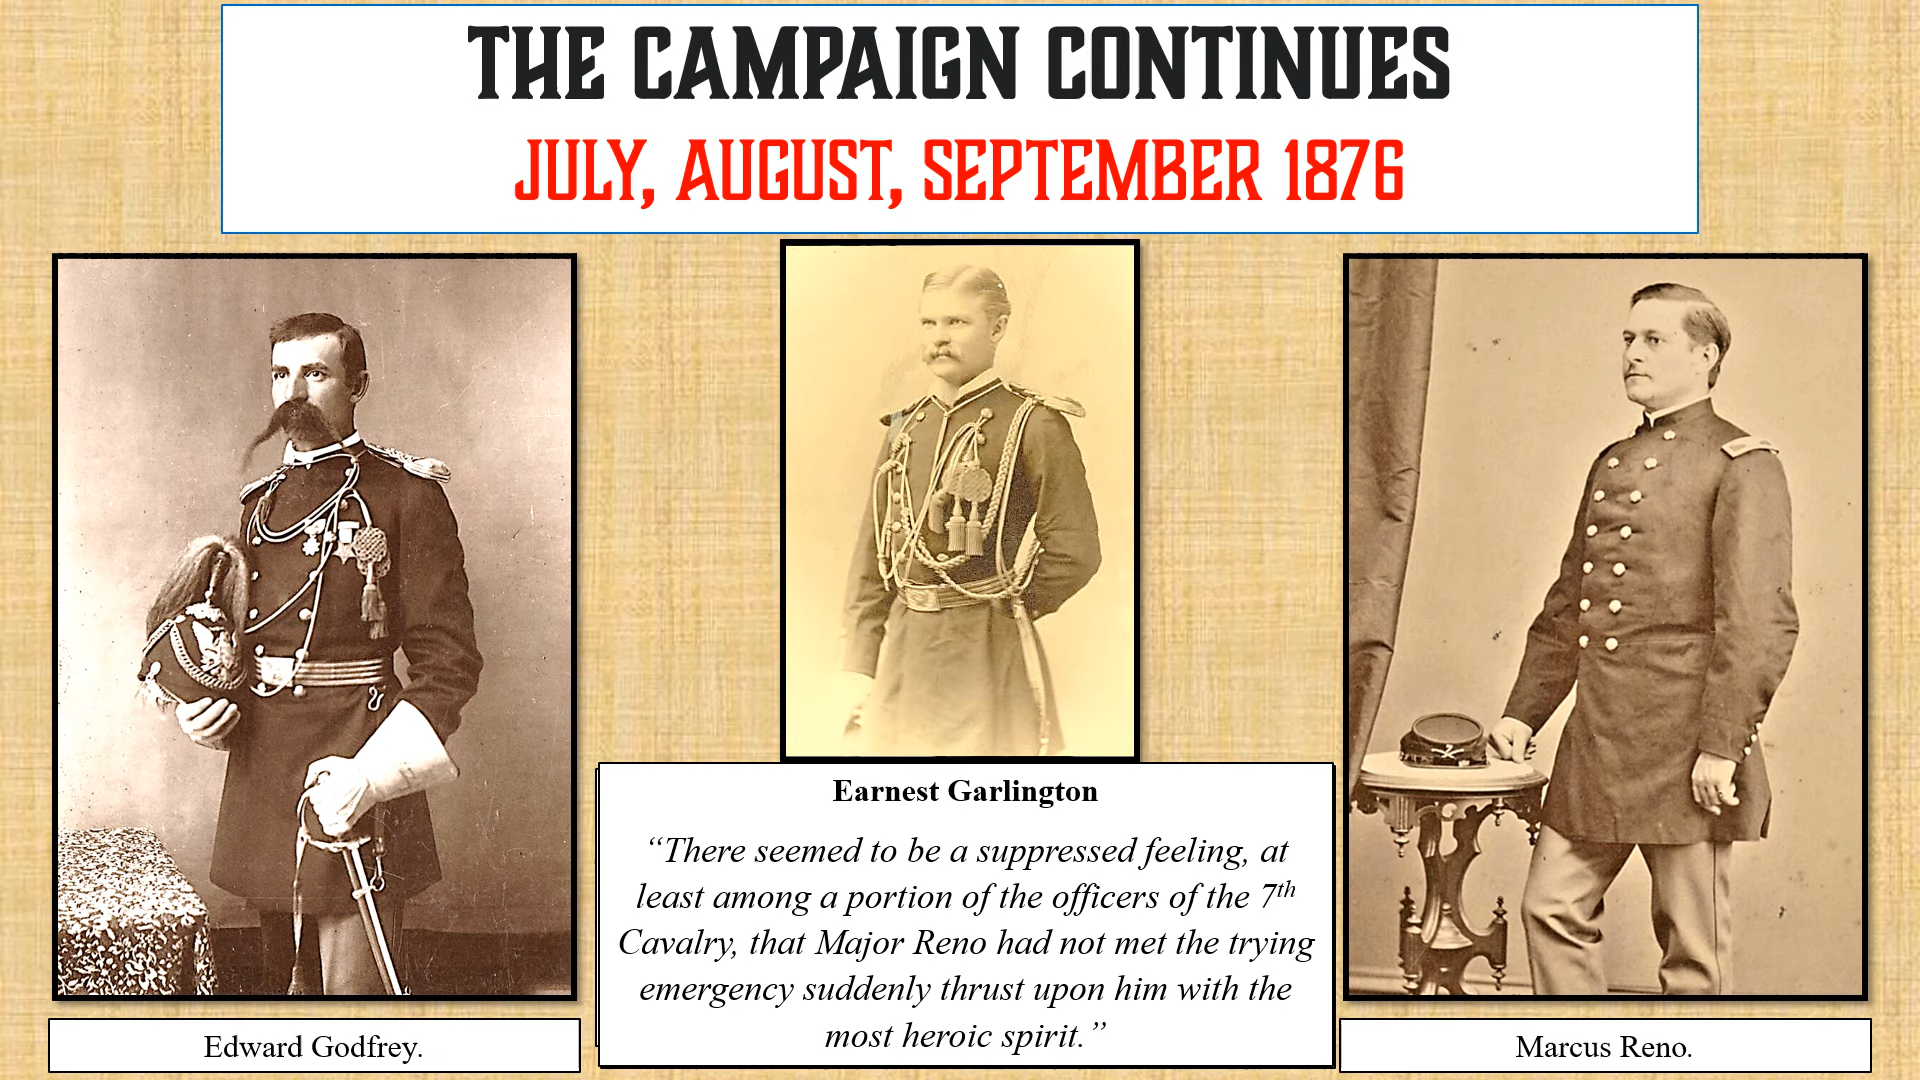 THE CAMPAIGN CONTINUES
JULY, AUGUST, SEPTEMBER 1876
Earnest Garlington
“There seemed to be a suppressed feeling, at
least among a portion of the officers of the 7th
Cavalry, that Major Reno had not met the trying
emergency suddenly thrust upon him with the
most heroic spirit.”
Edward Godfrey.
Marcus Reno.